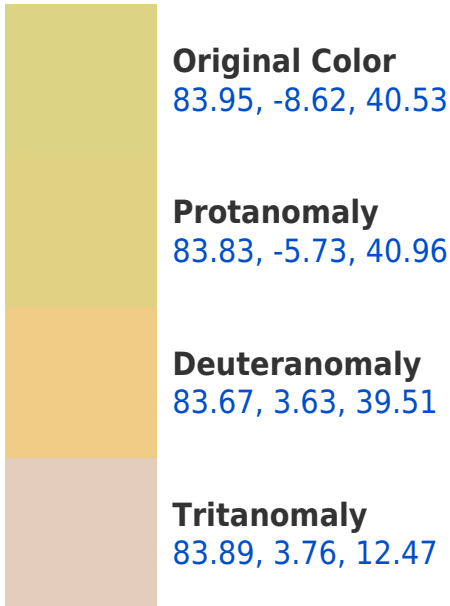 Original Color
83.95, -8.62, 40.53
Protanomaly
83.83, -5.73, 40.96
Deuteranomaly
83.67, 3.63, 39.51
Tritanomaly
83.89, 3.76, 12.47